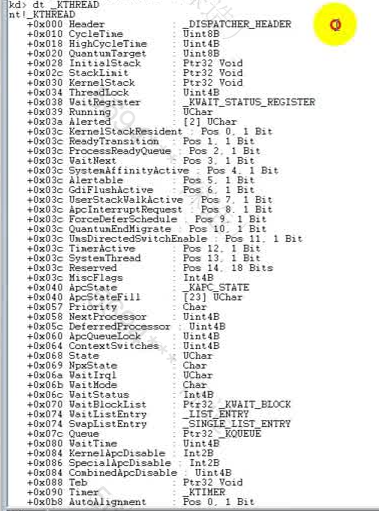 kd> dt _KTHREAD
nt!_KTHREAD
+0x000 Header : _DISPATCHER_HEADER
+0x010 CycleTime : Uint8B
+0x018 HighCycleTime : Uint4B
+0x020 QuantumTarget : Uint8B
+0x028 InitialStack : Ptr32 Void
+0x02c StackLimit : Ptr32 Void
+0x030 KernelStack : Ptr32 Void
+0x034 ThreadLock : Uint4B
+0x038 WaitRegister : _KWAIT_STATUS_REGISTER
+0x039 Running : UChar
+0x03a Alerted : [2] UChar
+0x03c KernelStackResident : Pos 0, 1 Bit
+0x03c ReadyTransition : Pos 1, 1 Bit
+0x03c ProcessReadyQueue : Pos 2, 1 Bit
+0x03c WaitNext : Pos 3, 1 Bit
+0x03c SystemAffinityActive : Pos 4, 1 Bit
+0x03c Alertable : Pos 5, 1 Bit
+0x03c GdiFlushActive : Pos 6, 1 Bit
+0x03c UserStackWalkActive : Pos 7, 1 Bit
+0x03c ApcInterruptRequest : Pos 8, 1 Bit
+0x03c ForceDeferSchedule : Pos 9, 1 Bit
+0x03c QuantumEndMigrate : Pos 10, 1 Bit
+0x03c UmsDirectedSwitchEnable : Pos 11, 1 Bit
+0x03c TimerActive : Pos 12, 1 Bit
+0x03c SystemThread : Pos 13, 1 Bit
+0x03c Reserved : Pos 14, 18 Bits
+0x03c MiscFlags : Int4B
+0x040 ApcState : _KAPC_STATE
+0x040 ApcStateFill : [23] UChar
+0x057 Priority : Char
+0x058 NextProcessor : Uint4B
+0x05c DeferredProcessor : Uint4B
+0x060 ApcQueueLock : Uint4B
+0x064 ContextSwitches : Uint4B
+0x068 State : UChar
+0x069 NpxState : Char
+0x06a WaitIrql : UChar
+0x06b WaitMode : Char
+0x06c WaitStatus : Int4B
+0x070 WaitBlockList : Ptr32 _KWAIT_BLOCK
+0x074 WaitListEntry : _LIST_ENTRY
+0x074 SwapListEntry : _SINGLE_LIST_ENTRY
+0x07c Queue : Ptr32 _KQUEUE
+0x080 WaitTime : Uint4B
+0x084 KernelApcDisable : Int2B
+0x086 SpecialApcDisable : Int2B
+0x084 CombinedApcDisable : Uint4B
+0x088 Teb : Ptr32 Void
+0x090 Timer : _KTIMER
+0x0b8 AutoAlignment : Pos 0, 1 Bit